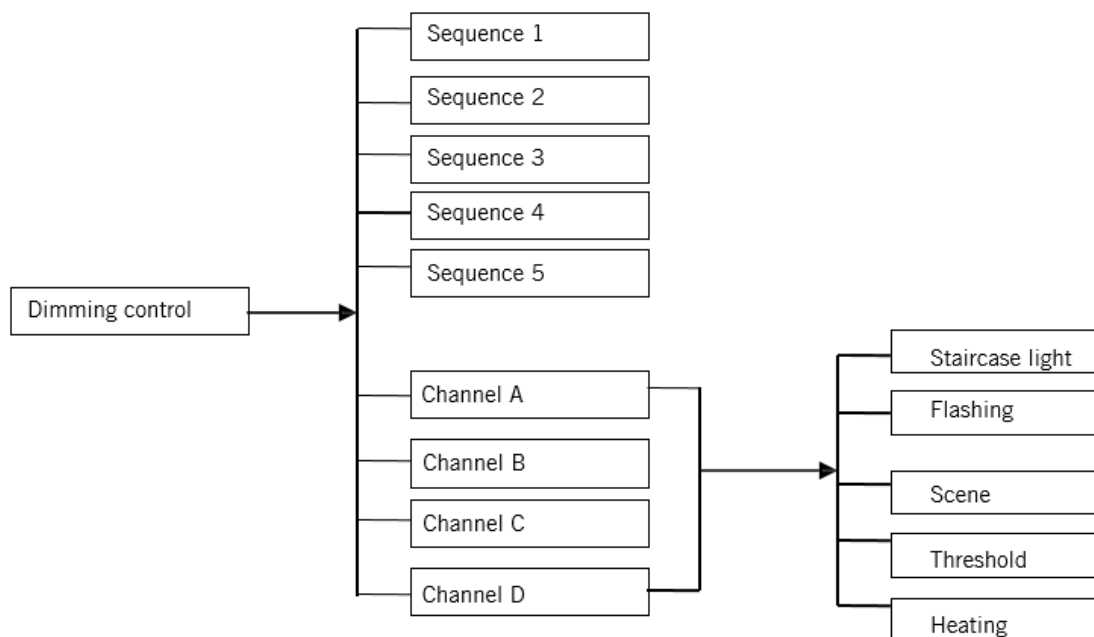 Sequence 1
Sequence 2
Sequence 3
Sequence 4
Sequence 5
Dimming control
Channel A
Channel B
Channel C
Channel D
Staircase light
Flashing
Scene
Threshold
Heating